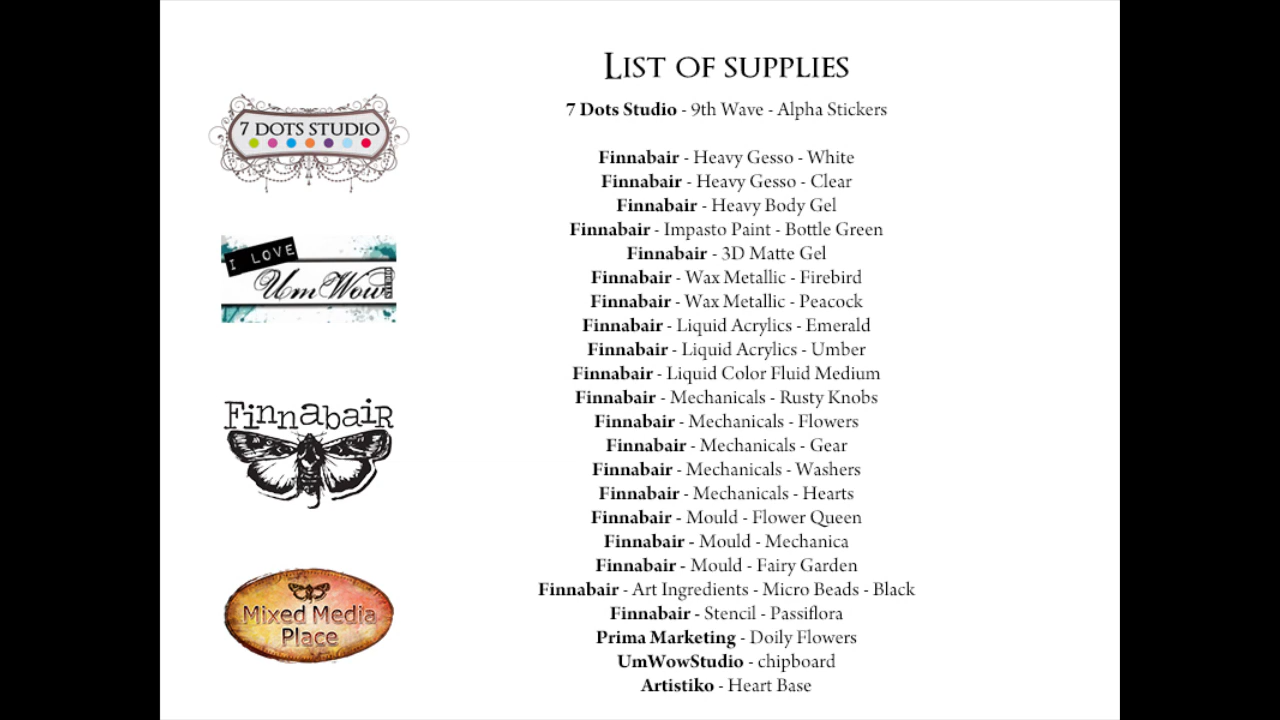 LIST OF SUPPLIES
7 Dots Studio - 9th Wave - Alpha Stickers
Finnabair - Heavy Gesso - White
Finnabair - Heavy Gesso - Clear
Finnabair - Heavy Body Gel
Finnabair - Impasto Paint - Bottle Green
Finnabair - 3D Matte Gel
Finnabair - Wax Metallic - Firebird
Finnabair - Wax Metallic - Peacock
Finnabair - Liquid Acrylics - Emerald
Finnabair - Liquid Acrylics - Umber
Finnabair - Liquid Color Fluid Medium
Finnabair - Mechanicals - Rusty Knobs
Finnabair - Mechanicals - Flowers
Finnabair - Mechanicals - Gear
Finnabair - Mechanicals - Washers
Finnabair - Mechanicals - Hearts
Finnabair - Mould - Flower Queen
Finnabair - Mould - Mechanica
Finnabair - Mould - Fairy Garden
Finnabair - Art Ingredients - Micro Beads - Black
Finnabair - Stencil - Passiflora
Prima Marketing - Doily Flowers
UmWowStudio - chipboard
Artistiko - Heart Base
7 DOTS STUDIO
I LOVE
UmWow
STUDIO
Finnabair
Mixed Media
Place